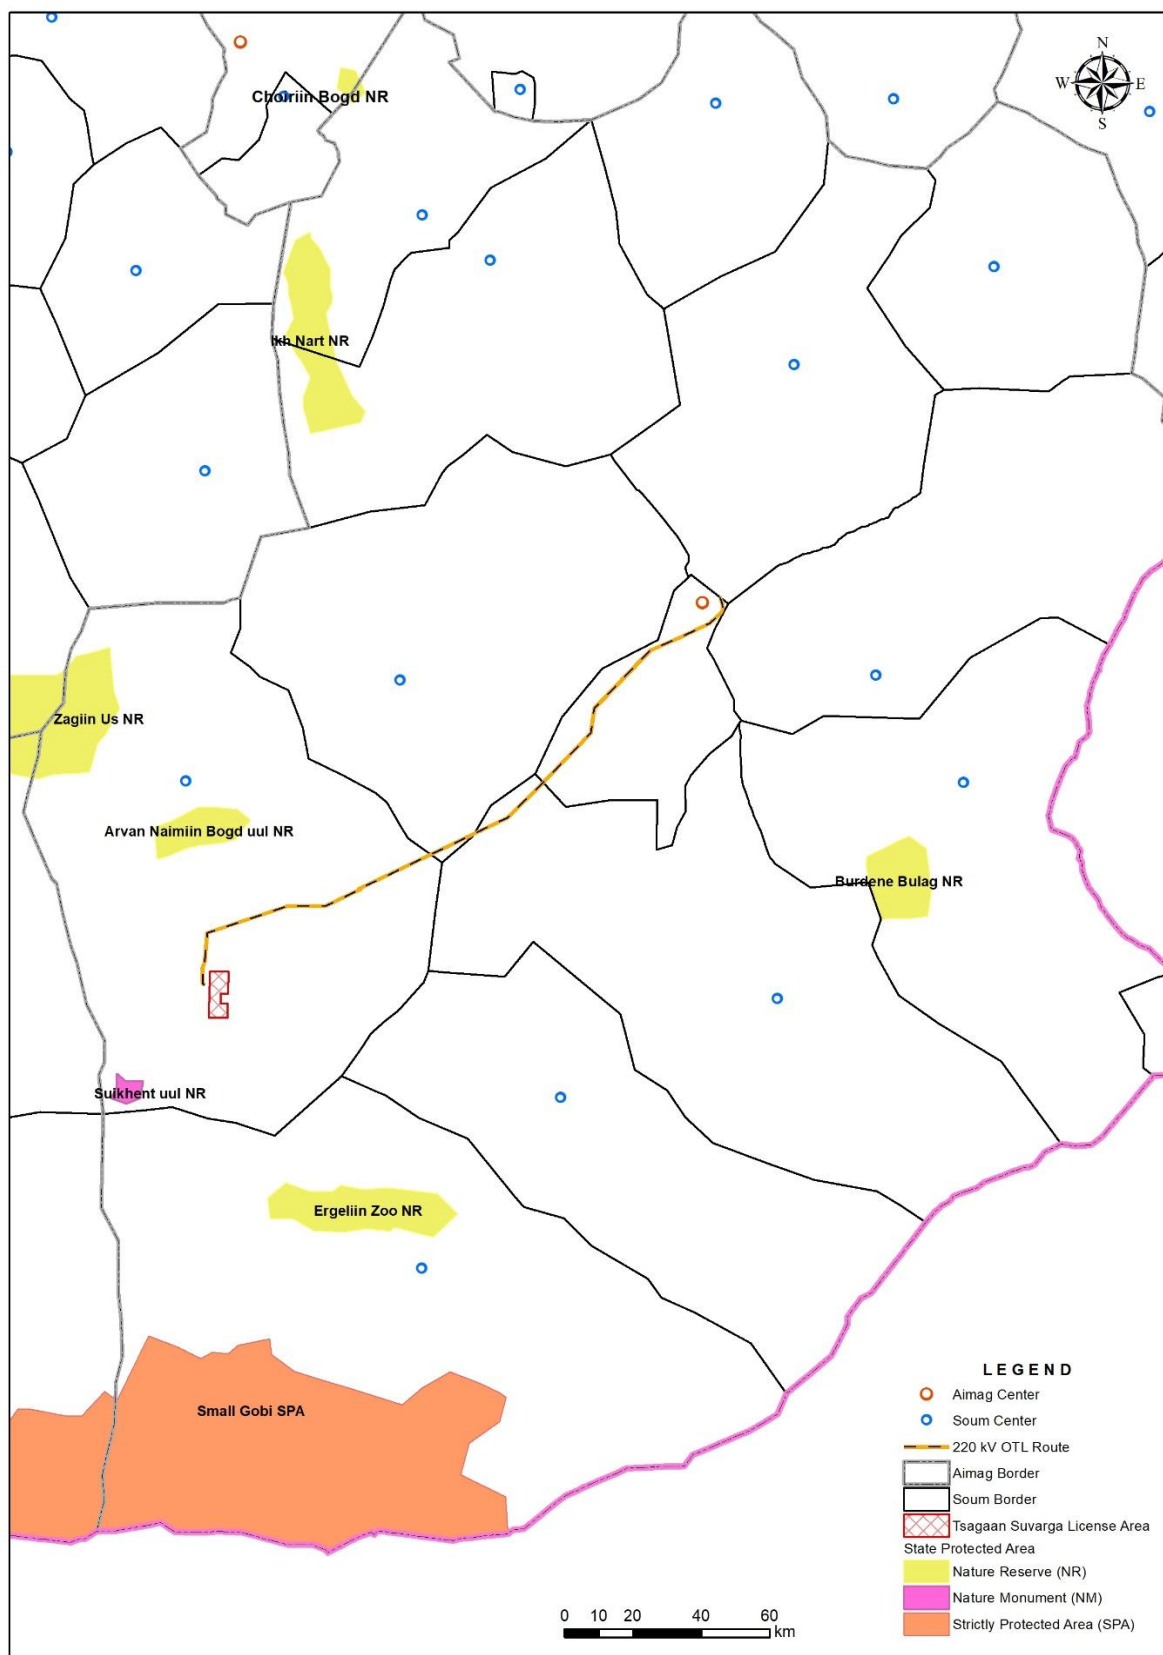 N
W E
S
Choiriin Bogd NR
Ikh Nart NR
Zagiin Us NR
Arvan Naimiin Bogd uul NR
Burdene Bulag NR
Suikhent uul NR
Ergeliin Zoo NR
Small Gobi SPA
LEGEND
Aimag Center
Soum Center
220 kV OTL Route
Aimag Border
Soum Border
Tsagaan Suvarga License Area
State Protected Area
Nature Reserve (NR)
Nature Monument (NM)
Strictly Protected Area (SPA)
0 10 20 40 60
km